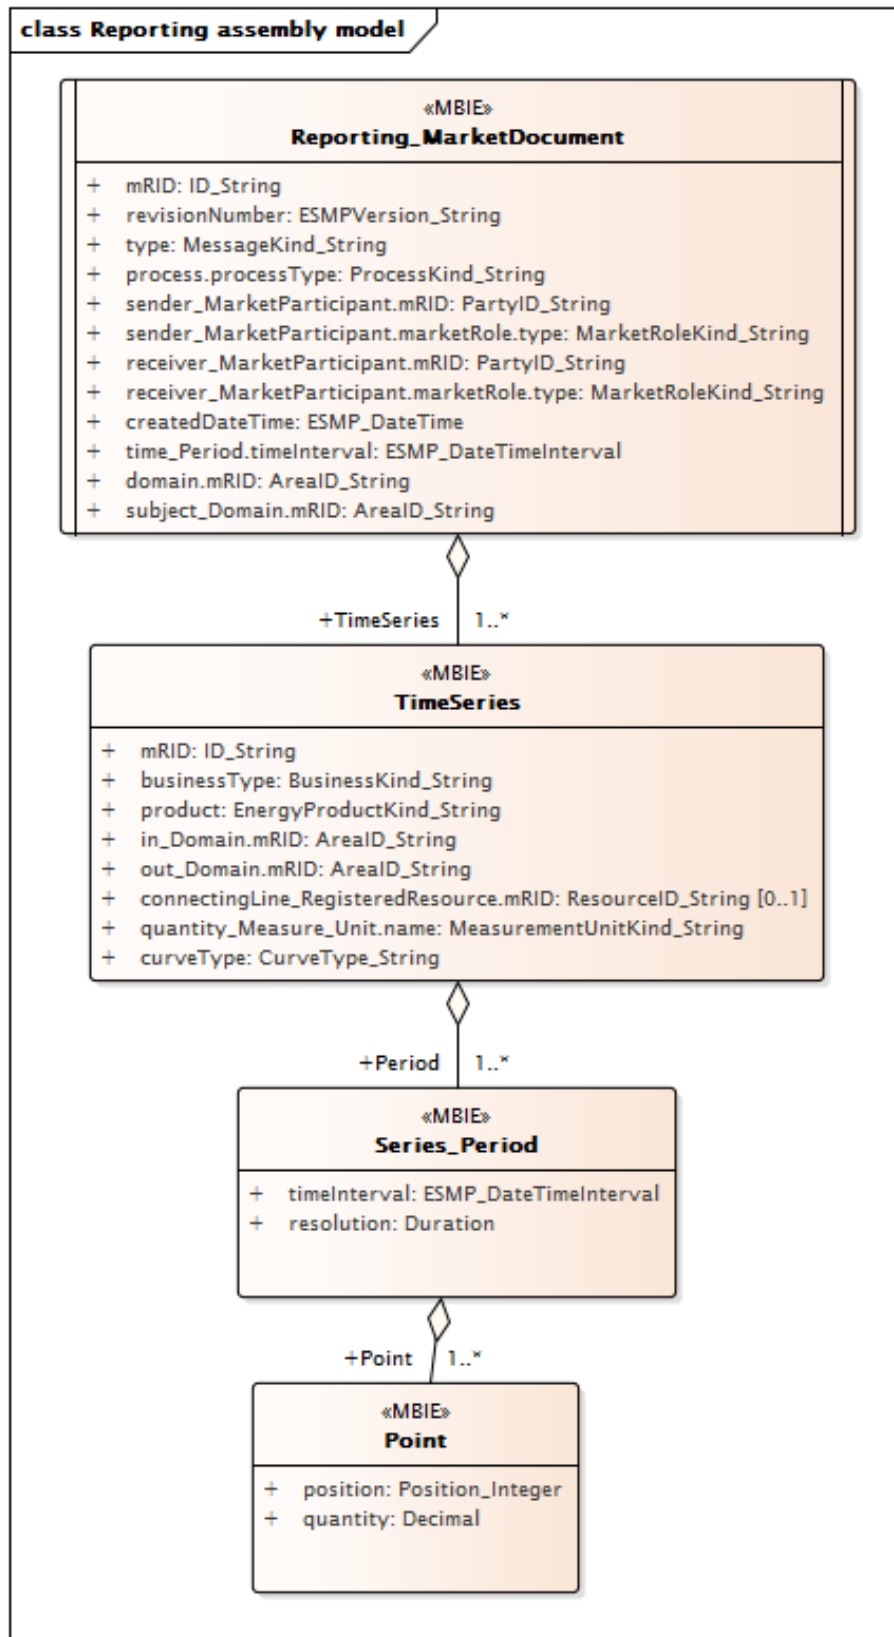 class Reporting assembly model
«MBIE»
Reporting_MarketDocument
+ mRID: ID_String
+ revisionNumber: ESMPVersion_String
+ type: MessageKind_String
+ process.processType: ProcessKind_String
+ sender_MarketParticipant.mRID: PartyID_String
+ sender_MarketParticipant.marketRole.type: MarketRoleKind_String
+ receiver_MarketParticipant.mRID: PartyID_String
+ receiver_MarketParticipant.marketRole.type: MarketRoleKind_String
+ createdDateTime: ESMP_DateTime
+ time_Period.timeInterval: ESMP_DateTimeInterval
+ domain.mRID: AreaID_String
+ subject_Domain.mRID: AreaID_String
+TimeSeries 1..*
«MBIE»
TimeSeries
+ mRID: ID_String
+ businessType: BusinessKind_String
+ product: EnergyProductKind_String
+ in_Domain.mRID: AreaID_String
+ out_Domain.mRID: AreaID_String
+ connectingLine_RegisteredResource.mRID: ResourceID_String [0..1]
+ quantity_Measure_Unit.name: MeasurementUnitKind_String
+ curveType: CurveType_String
+Period 1..*
«MBIE»
Series_Period
+ timeInterval: ESMP_DateTimeInterval
+ resolution: Duration
+Point 1..*
«MBIE»
Point
+ position: Position_Integer
+ quantity: Decimal